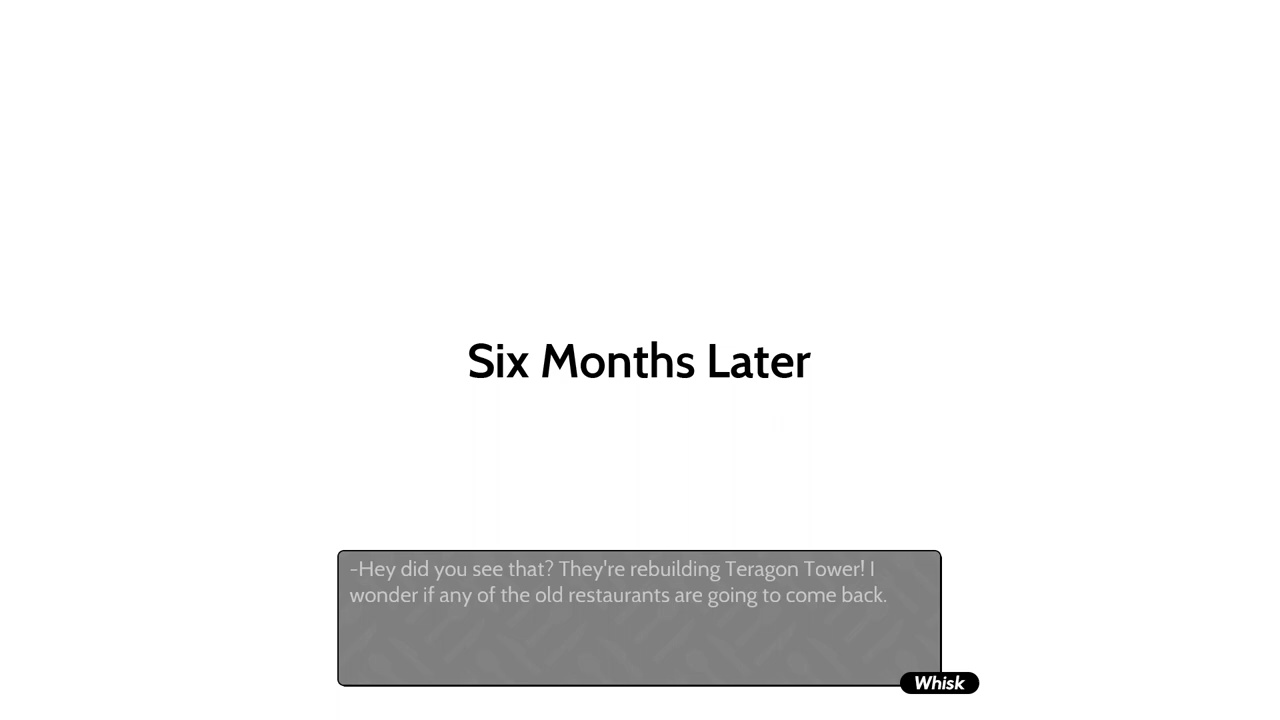 Six Months Later
-Hey did you see that? They're rebuilding Teragon Tower! I
wonder if any of the old restaurants are going to come back.
Whisk